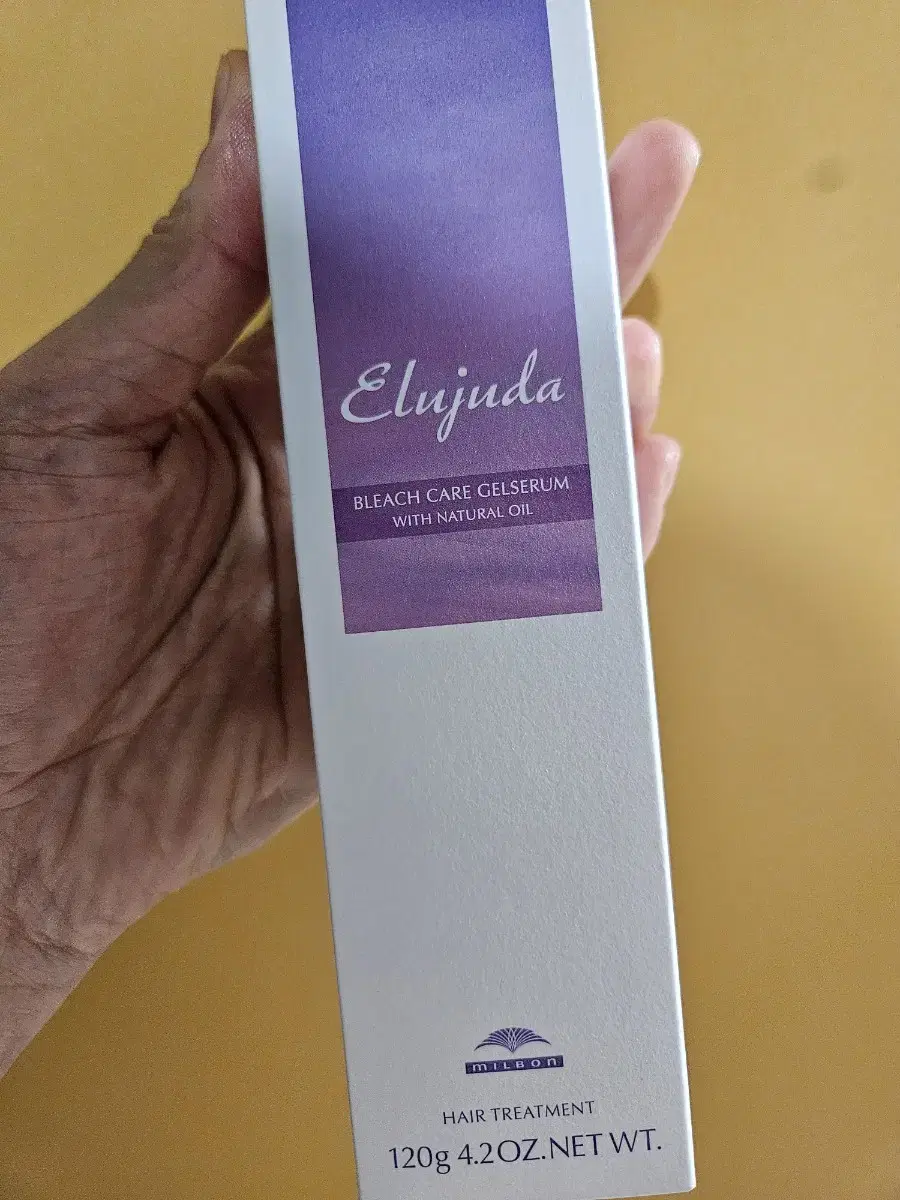 Elujuda
BLEACH CARE GELSERUM
WITH NATURAL OIL
MILBON
HAIR TREATMENT
120g 4.2OZ.NET WT.